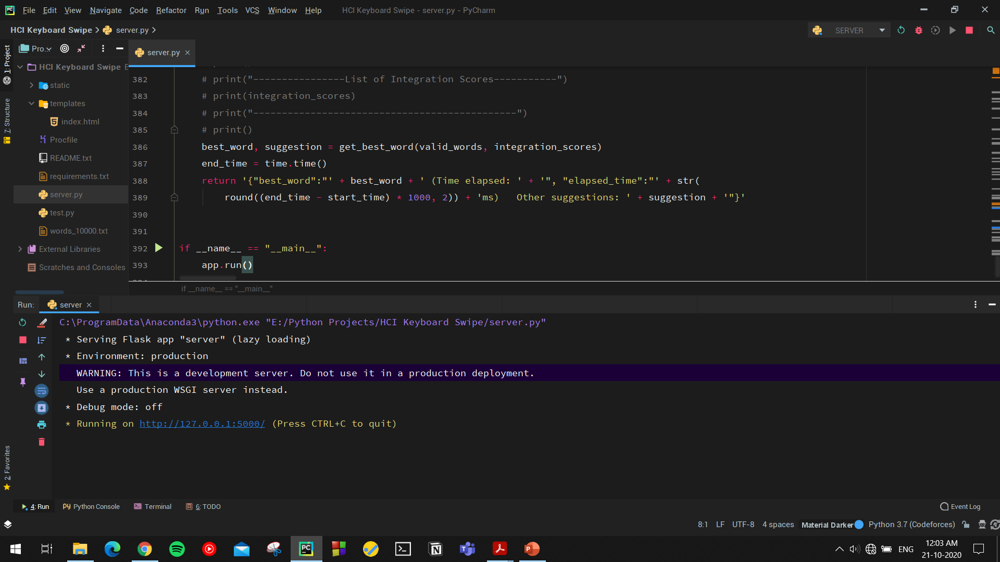 File Edit View Navigate Code Refactor Run Tools VCS Window Help HCI Keyboard Swipe - server.py - PyCharm
HCI Keyboard Swipe server.py SERVER
Pro..
server.py
1: Project
7: Structure
2: Favorites
HCI Keyboard Swipe E
static
templates
index.html
Procfile
README.txt
requirements.txt
server.py
test.py
words_10000.txt
External Libraries
Scratches and Consoles
382 # print("----------------List of Integration Scores-----------")
383 # print(integration_scores)
384 # print("----------------------------------------------")
385 # print()
386 best_word, suggestion = get_best_word(valid_words, integration_scores)
387 end_time = time.time()
388 return '{"best_word":"' + best_word + ' (Time elapsed: ' + '", "elapsed_time":"' + str(
389 round((end_time - start_time) * 1000, 2)) + 'ms)   Other suggestions: ' + suggestion + '"}'
390
391
392 if __name__ == "__main__":
393 app.run()
if __name__ == "__main__"
Run: server
C:\ProgramData\Anaconda3\python.exe "E:/Python Projects/HCI Keyboard Swipe/server.py"
* Serving Flask app "server" (lazy loading)
* Environment: production
WARNING: This is a development server. Do not use it in a production deployment.
Use a production WSGI server instead.
* Debug mode: off
* Running on http://127.0.0.1:5000/ (Press CTRL+C to quit)
4: Run Python Console Terminal 6: TODO Event Log
8:1 LF UTF-8 4 spaces Material Darker Python 3.7 (Codeforces)
ENG
12:03 AM
21-10-2020